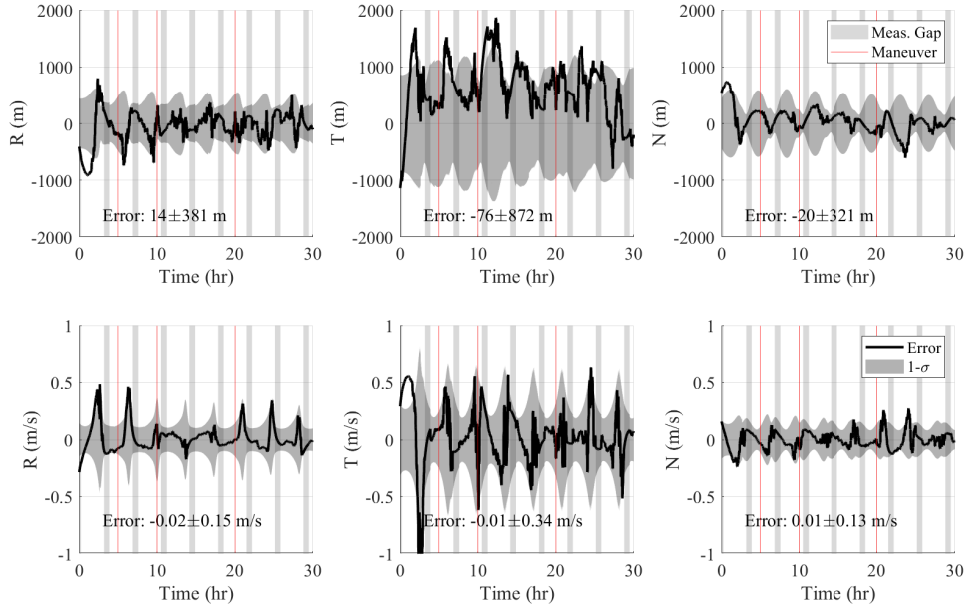 2000
1000
0
-1000
-2000
R (m)
Error: 14±381 m
0 10 20 30
Time (hr)
2000
1000
0
-1000
-2000
T (m)
Error: -76±872 m
0 10 20 30
Time (hr)
2000
1000
0
-1000
-2000
N (m)
Meas. Gap
Maneuver
Error: -20±321 m
0 10 20 30
Time (hr)
1
0.5
0
-0.5
-1
R (m/s)
Error: -0.02±0.15 m/s
0 10 20 30
Time (hr)
1
0.5
0
-0.5
-1
T (m/s)
Error: -0.01±0.34 m/s
0 10 20 30
Time (hr)
1
0.5
0
-0.5
-1
N (m/s)
Error
1-σ
Error: 0.01±0.13 m/s
0 10 20 30
Time (hr)